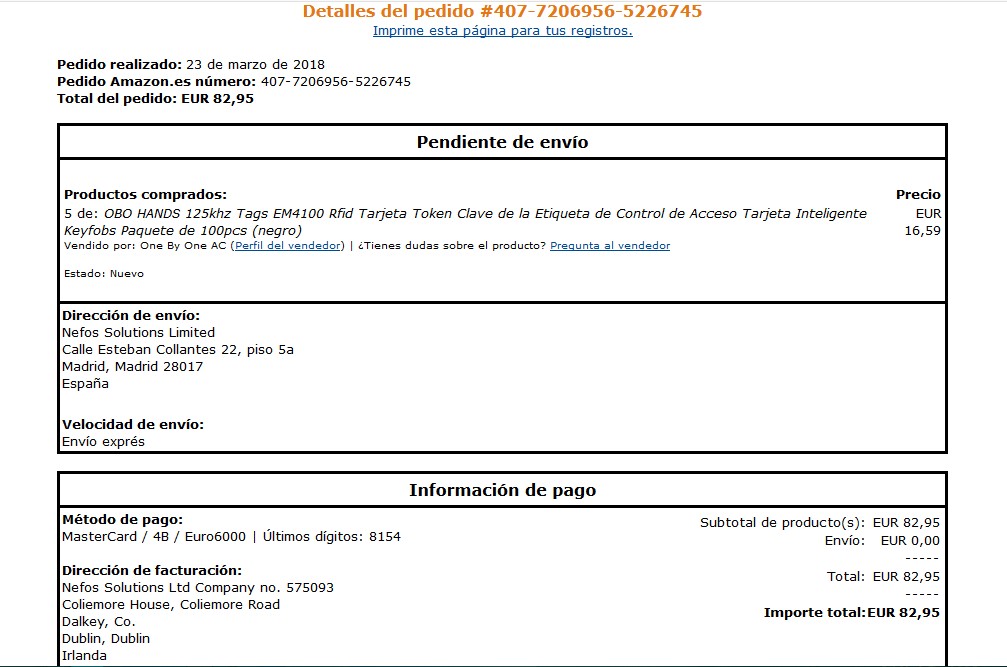 Detalles del pedido #407-7206956-5226745
Imprime esta página para tus registros.
Pedido realizado: 23 de marzo de 2018
Pedido Amazon.es número: 407-7206956-5226745
Total del pedido: EUR 82,95
Pendiente de envío
Productos comprados: Precio
5 de: OBO HANDS 125khz Tags EM4100 Rfid Tarjeta Token Clave de la Etiqueta de Control de Acceso Tarjeta Inteligente EUR
Keyfobs Paquete de 100pcs (negro) 16,59
Vendido por: One By One AC (Perfil del vendedor) | ¿Tienes dudas sobre el producto? Pregunta al vendedor
Estado: Nuevo
Dirección de envío:
Nefos Solutions Limited
Calle Esteban Collantes 22, piso 5a
Madrid, Madrid 28017
España
Velocidad de envío:
Envío exprés
Información de pago
Método de pago:
MasterCard / 4B / Euro6000 | Últimos dígitos: 8154
Dirección de facturación:
Nefos Solutions Ltd Company no. 575093
Coliemore House, Coliemore Road
Dalkey, Co.
Dublin, Dublin
Irlanda
Subtotal de producto(s): EUR 82,95
Envío: EUR 0,00
-----
Total: EUR 82,95
-----
Importe total:EUR 82,95